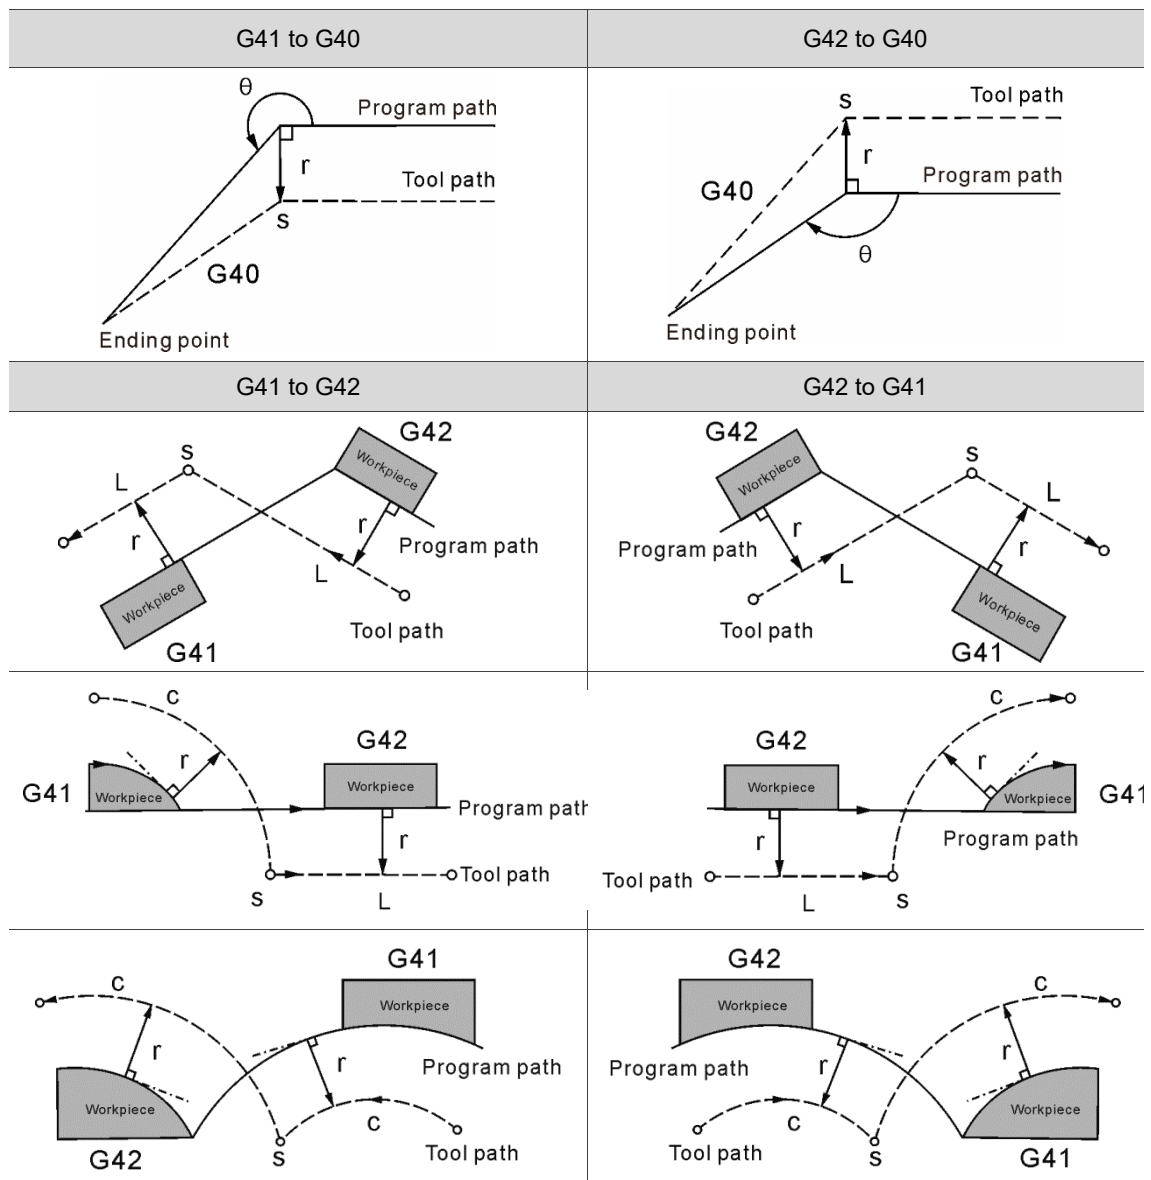 G41 to G40
G42 to G40
θ
Program path
r
Tool path
s
G40
Ending point
s
Tool path
r
G40
Program path
θ
Ending point
G41 to G42
G42 to G41
G42
s
Workpiece
L
r
r
Program path
L
Workpiece
Tool path
G41
G42
s
Workpiece
L
r
r
Program path
L
Workpiece
Tool path
G41
c
G42
r
G41
Workpiece
Workpiece
Program path
r
Tool path
s
L
c
G42
r
Workpiece
Workpiece
G41
r
Program path
Tool path
L
s
G41
c
Workpiece
r
r
Program path
Workpiece
c
Tool path
G42
s
G42
c
Workpiece
r
r
Program path
Workpiece
c
Tool path
s
G41